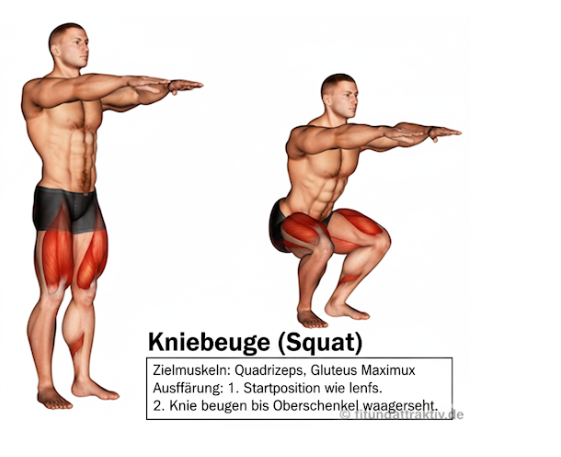 Kniebeuge (Squat)
Zielmuskeln: Quadrizeps, Gluteus Maximux
Ausffärung: 1. Startposition wie lenfs.
2. Knie beugen bis Oberschenkel waagerseht.
© fitundattraktiv.de